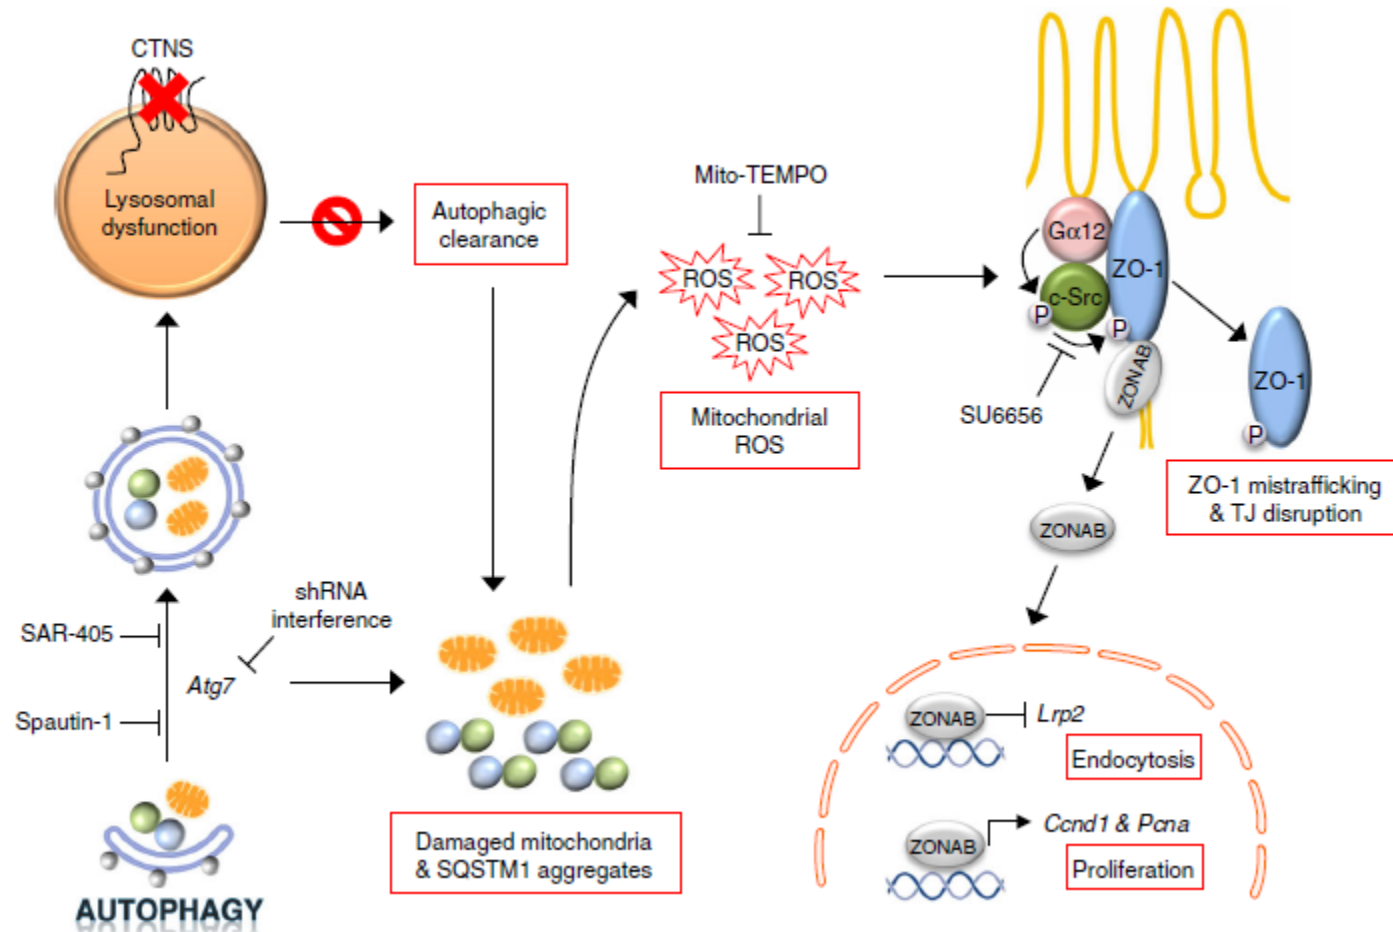 CTNS
Lysosomal
dysfunction
Autophagic
clearance
Mito-TEMPO
ROS
ROS
ROS
Mitochondrial
ROS
Gα12
c-Src
ZO-1
P
P
ZONAB
SU6656
ZO-1
P
ZO-1 mistrafficking
& TJ disruption
ZONAB
shRNA
interference
SAR-405
Atg7
Spautin-1
AUTOPHAGY
Damaged mitochondria
& SQSTM1 aggregates
ZONAB
Lrp2
Endocytosis
ZONAB
Ccnd1 & Pcna
Proliferation